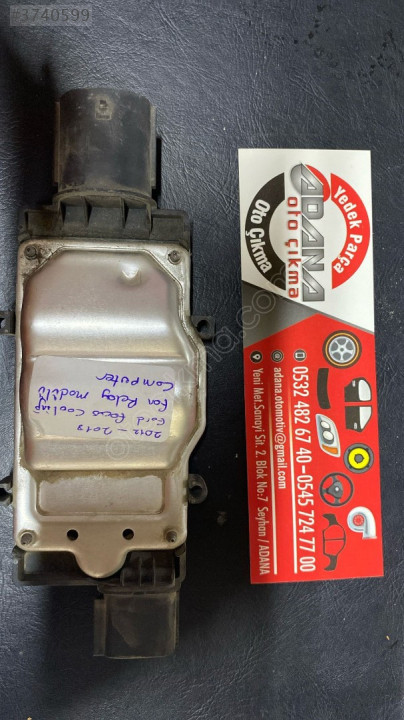 #3740599
2012-2013
Ford Focus Cooling
Fan Relay modülü
Computer
Yedek Parça
ADANA
oto çıkma
Oto Çıkma
0532 482 67 40-0545 724 77 00
adana.otomotiv@gmail.com
Yeni Met.Sanayi Sit. 2. Blok No:7 Seyhan / ADANA